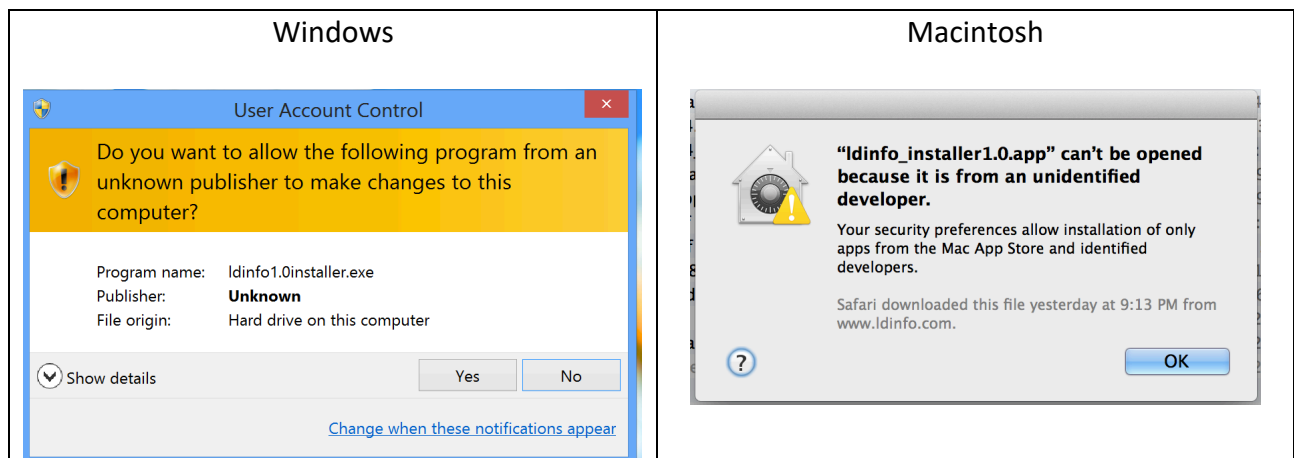 Windows
User Account Control
Do you want to allow the following program from an
unknown publisher to make changes to this
computer?
Program name: ldinfo1.0installer.exe
Publisher: Unknown
File origin: Hard drive on this computer
Show details
Yes
No
Change when these notifications appear
Macintosh
“ldinfo_installer1.0.app” can’t be opened
because it is from an unidentified
developer.
Your security preferences allow installation of only
apps from the Mac App Store and identified
developers.
Safari downloaded this file yesterday at 9:13 PM from
www.ldinfo.com.
?
OK